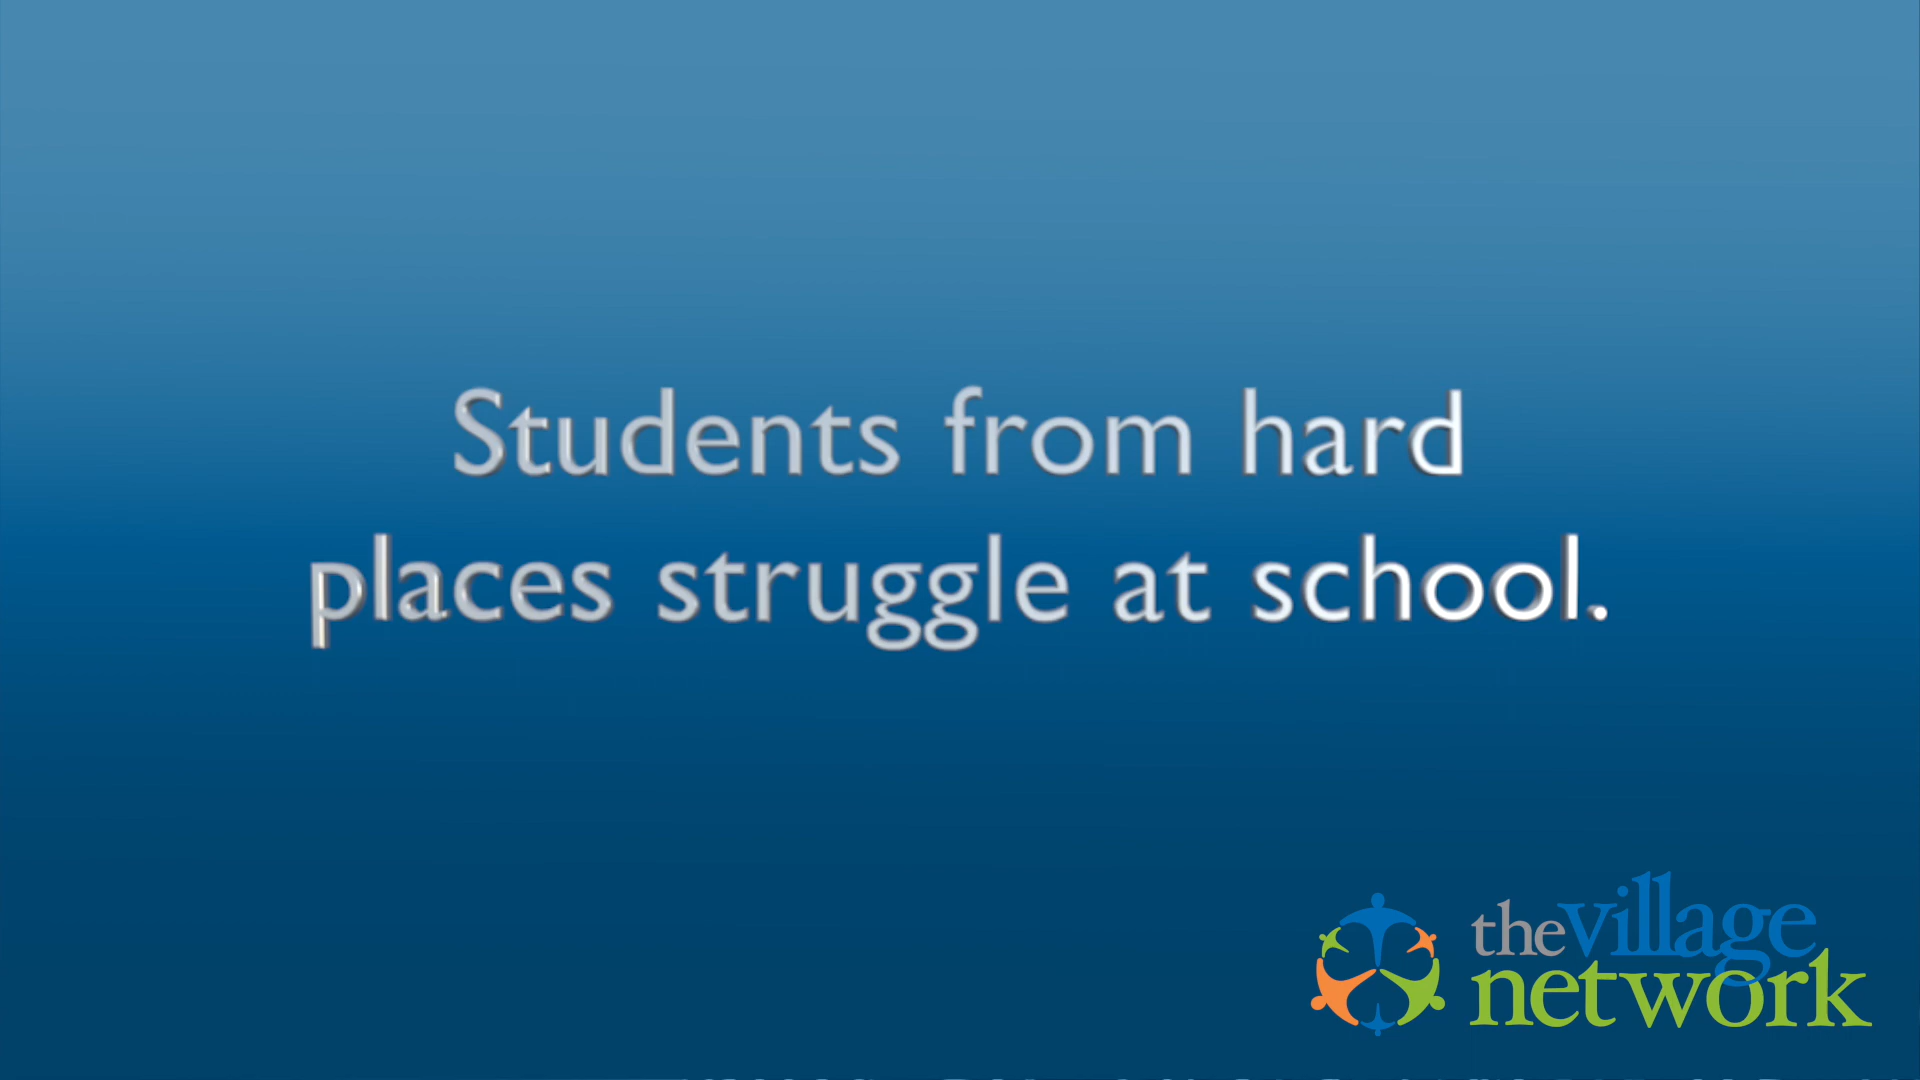 Students from hard
places struggle at school.
the village
network